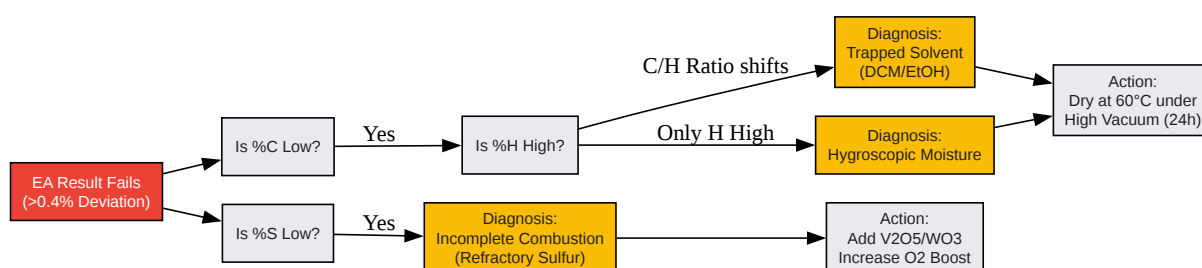 EA Result Fails
(>0.4% Deviation)
Is %C Low?
Yes
Is %H High?
C/H Ratio shifts
Diagnosis:
Trapped Solvent
(DCM/EtOH)
Only H High
Diagnosis:
Hygroscopic Moisture
Action:
Dry at 60°C under
High Vacuum (24h)
Is %S Low?
Yes
Diagnosis:
Incomplete Combustion
(Refractory Sulfur)
Action:
Add V2O5/WO3
Increase O2 Boost